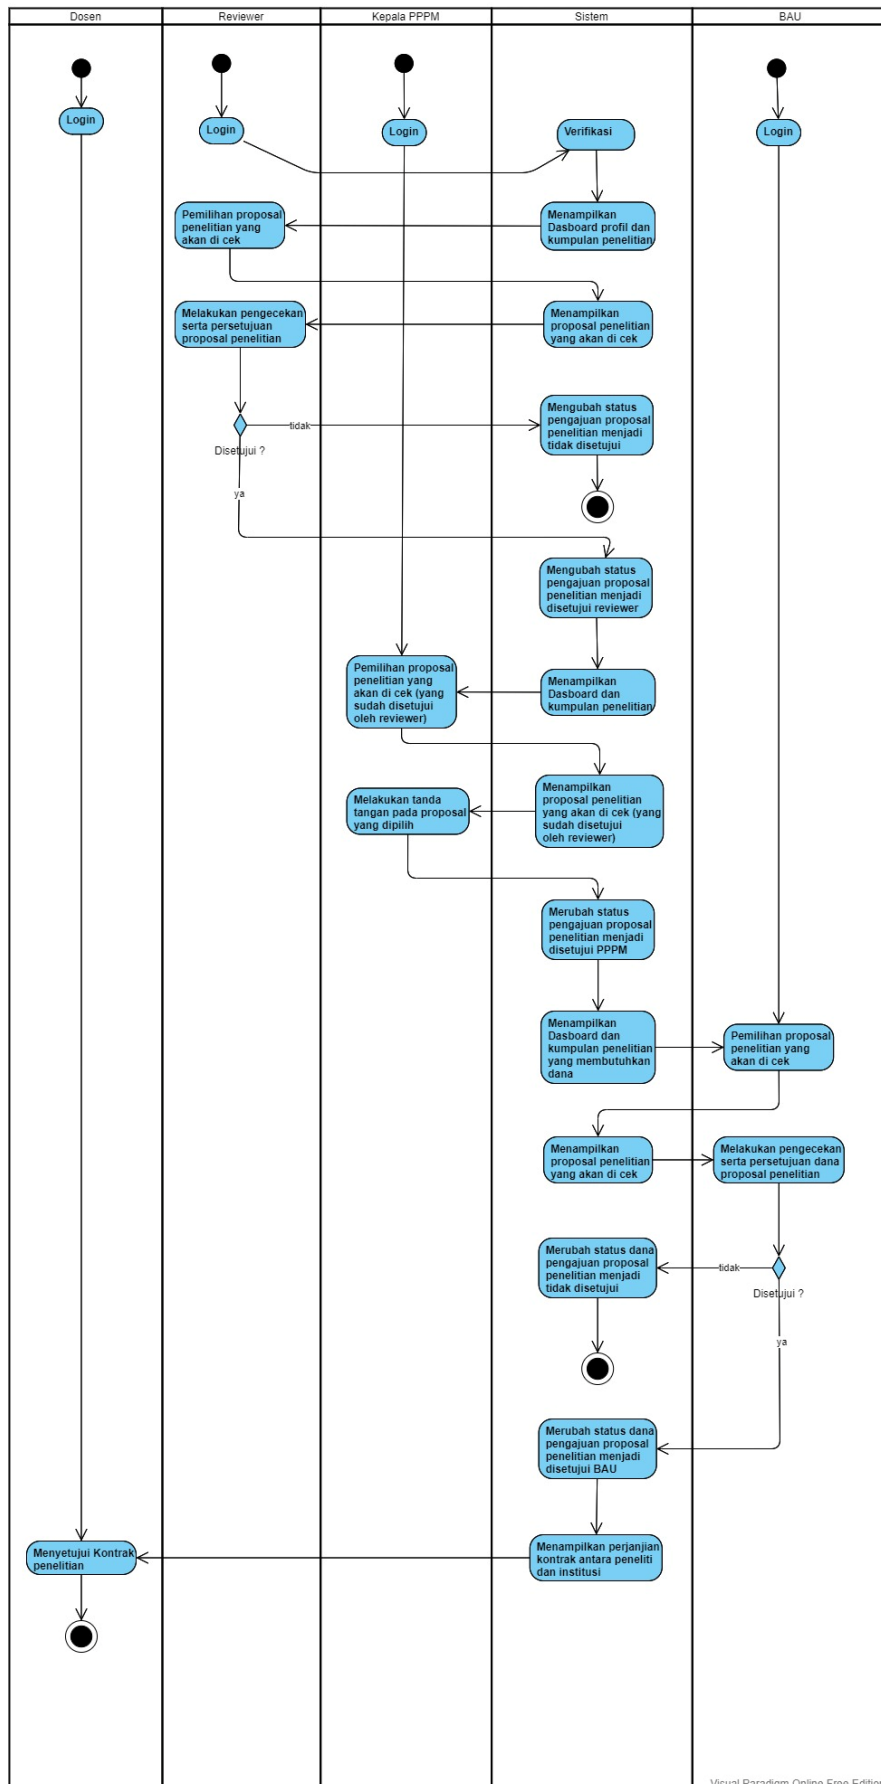 Dosen
Reviewer
Kepala PPPM
Sistem
BAU
Login
Login
Login
Verifikasi
Login
Pemilihan proposal
penelitian yang
akan di cek
Menampilkan
Dasboard profil dan
kumpulan penelitian
Melakukan pengecekan
serta persetujuan
proposal penelitian
Menampilkan
proposal penelitian
yang akan di cek
Mengubah status
pengajuan proposal
penelitian menjadi
tidak disetujui
tidak
Disetujui ?
ya
Mengubah status
pengajuan proposal
penelitian menjadi
disetujui reviewer
Pemilihan proposal
penelitian yang
akan di cek (yang
sudah disetujui
oleh reviewer)
Menampilkan
Dasboard dan
kumpulan penelitian
Melakukan tanda
tangan pada proposal
yang dipilih
Menampilkan
proposal penelitian
yang akan di cek (yang
sudah disetujui
oleh reviewer)
Merubah status
pengajuan proposal
penelitian menjadi
disetujui PPPM
Menampilkan
Dasboard dan
kumpulan penelitian
yang membutuhkan
dana
Pemilihan proposal
penelitian yang
akan di cek
Menampilkan
proposal penelitian
yang akan di cek
Melakukan pengecekan
serta persetujuan dana
proposal penelitian
Merubah status dana
pengajuan proposal
penelitian menjadi
tidak disetujui
tidak
Disetujui ?
ya
Merubah status dana
pengajuan proposal
penelitian menjadi
disetujui BAU
Menyetujui Kontrak
penelitian
Menampilkan perjanjian
kontrak antara peneliti
dan institusi
Visual Paradigm Online Free Edition